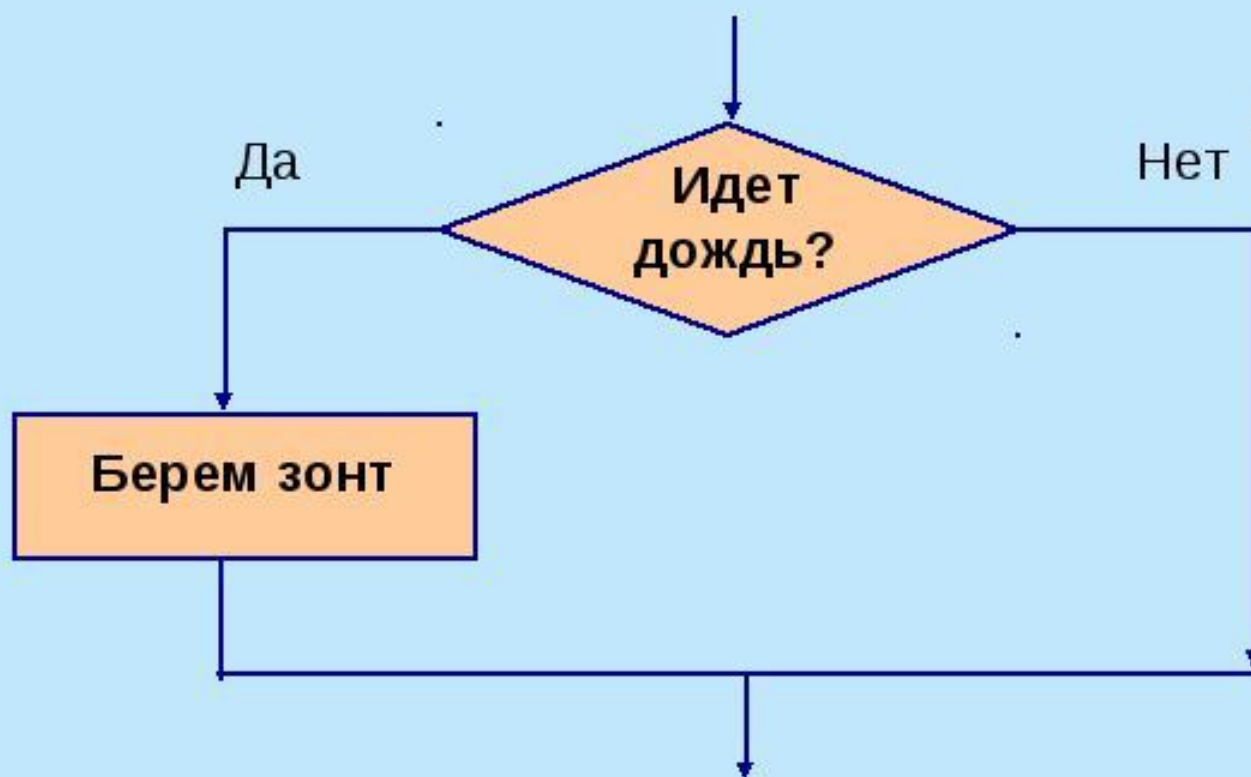 Да
Идет
дождь?
Нет
Берем зонт